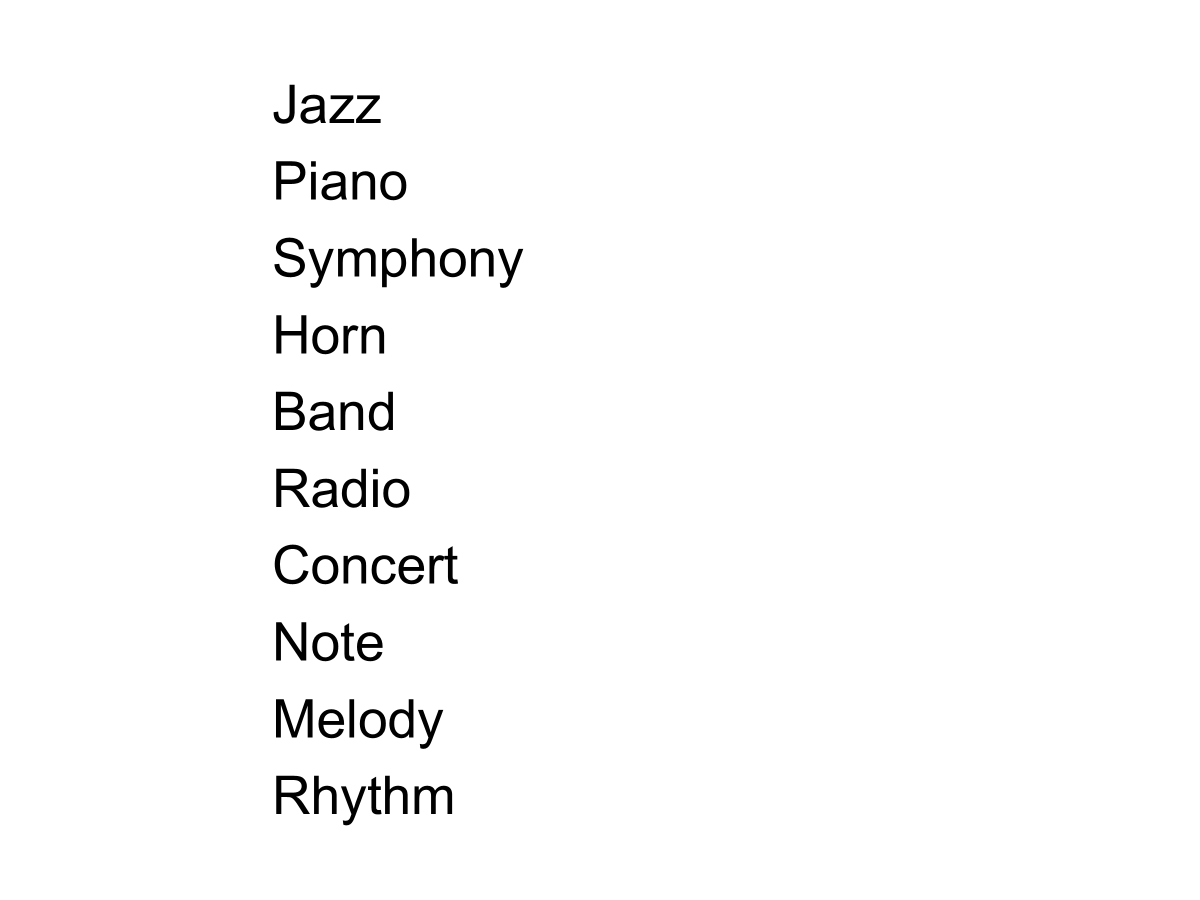 Jazz
Piano
Symphony
Horn
Band
Radio
Concert
Note
Melody
Rhythm